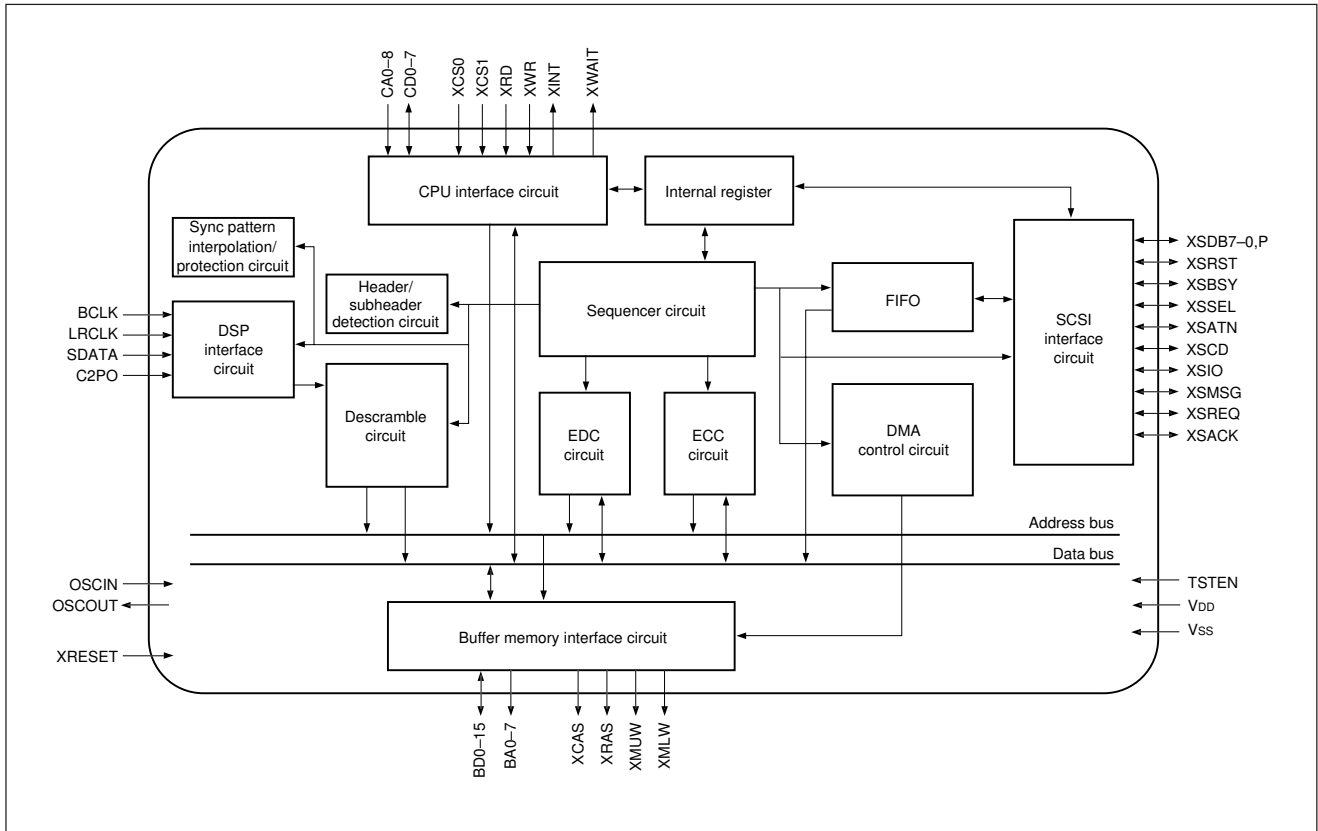 CA0–8
CD0–7
XCS0
XCS1
XRD
XWR
XINT
XWAIT
CPU interface circuit
Internal register
Sync pattern
interpolation/
protection circuit
Header/
subheader
detection circuit
Sequencer circuit
FIFO
SCSI
interface
circuit
XSDB7–0,P
XSRST
XSBSY
XSSEL
XSATN
XSCD
XSIO
XSMSG
XSREQ
XSACK
BCLK
LRCLK
SDATA
C2PO
DSP
interface
circuit
Descramble
circuit
EDC
circuit
ECC
circuit
DMA
control circuit
Address bus
Data bus
OSCIN
OSCOUT
XRESET
TSTEN
VDD
VSS
Buffer memory interface circuit
BD0–15
BA0–7
XCAS
XRAS
XMUW
XMLW